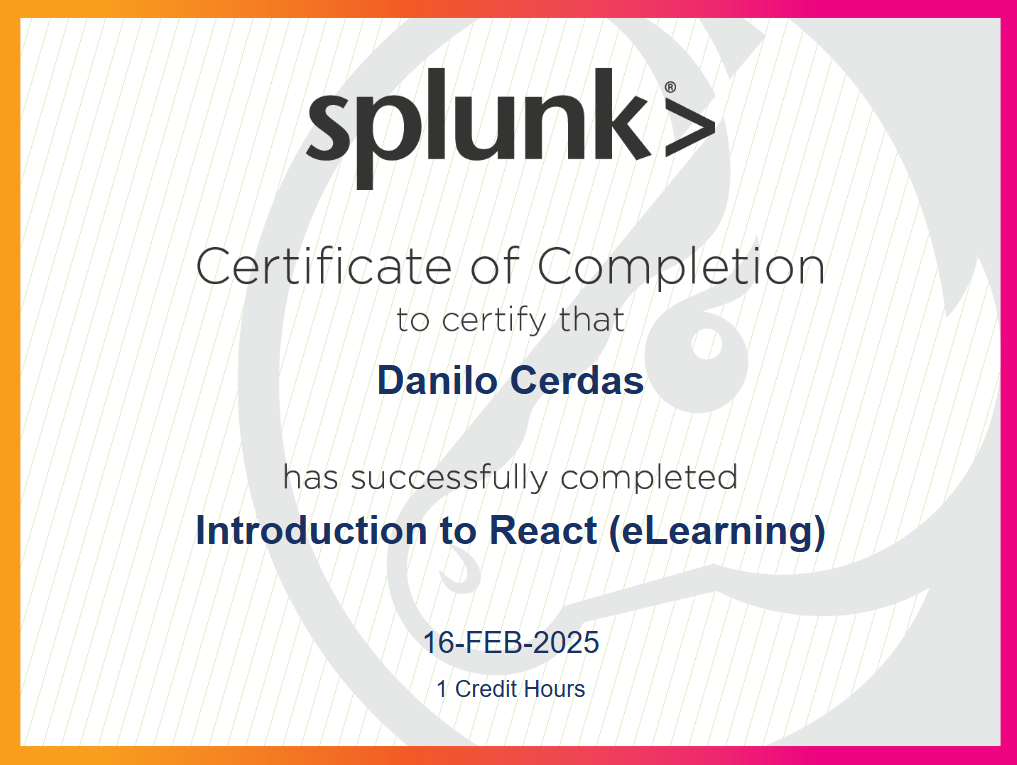 splunk>®
Certificate of Completion
to certify that
Danilo Cerdas
has successfully completed
Introduction to React (eLearning)
16-FEB-2025
1 Credit Hours